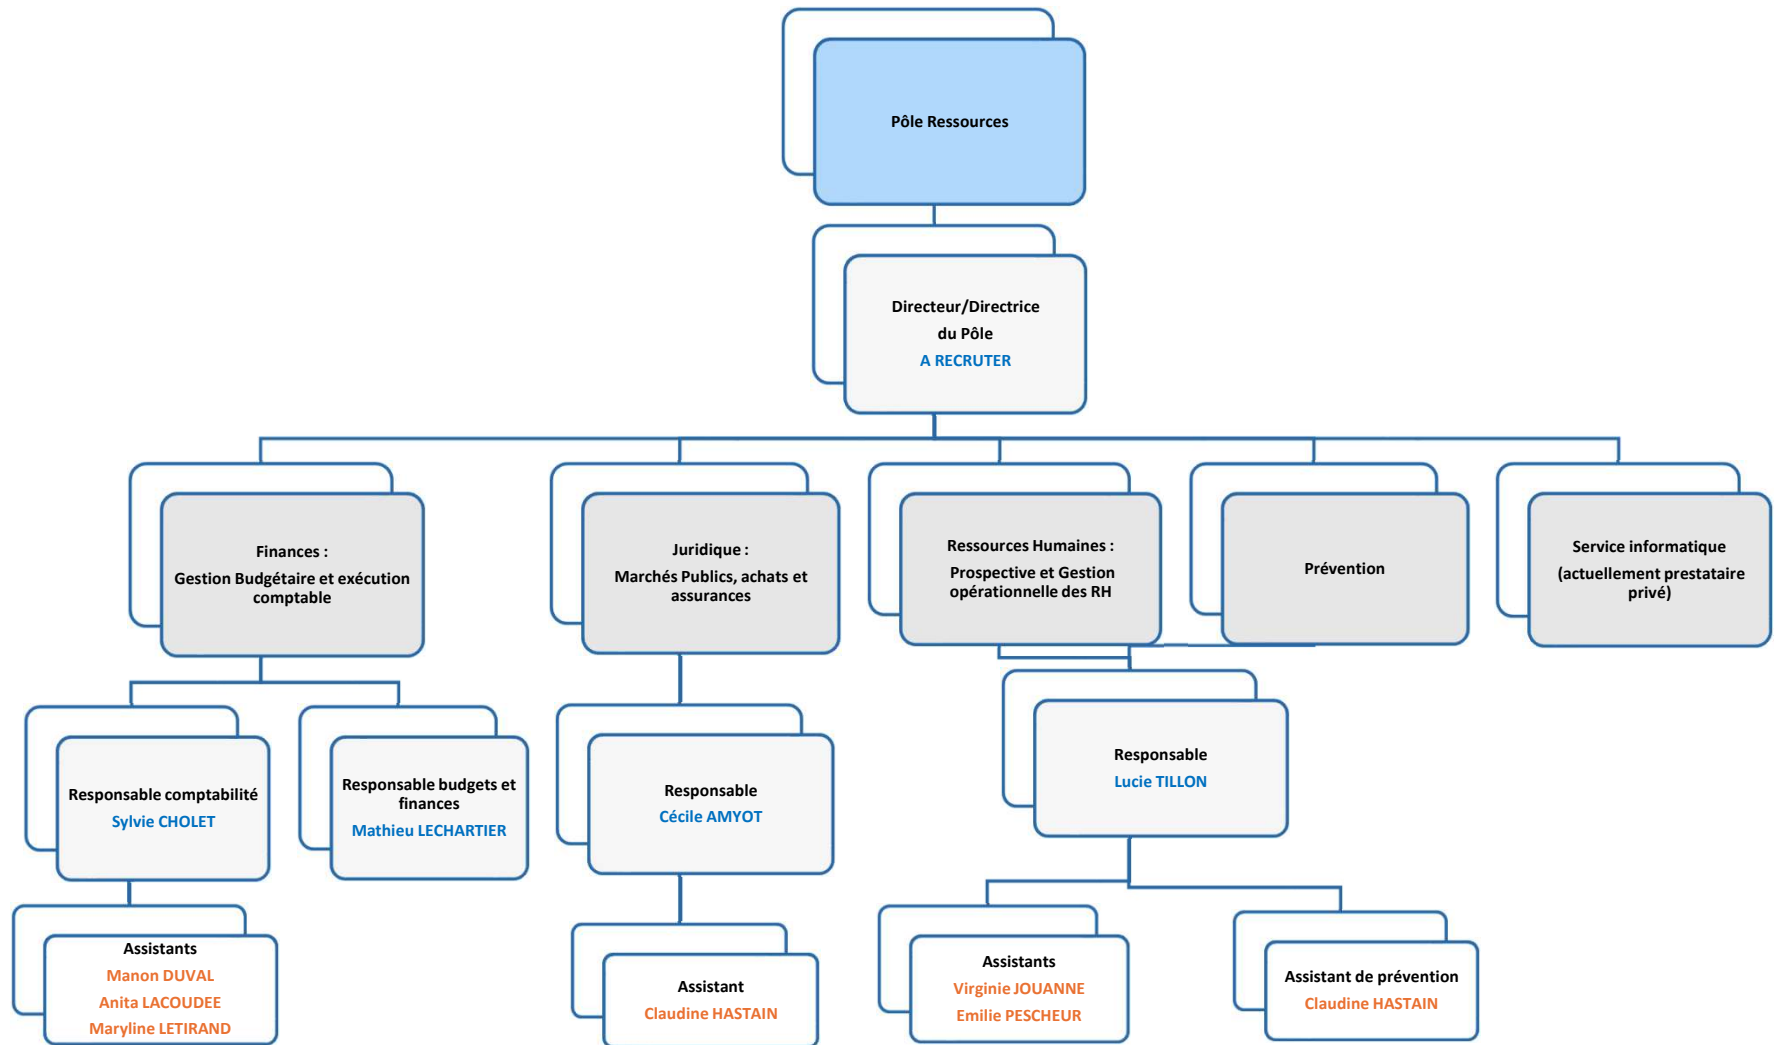 Pôle Ressources
Directeur/Directrice
du Pôle
A RECRUTER
Finances :
Gestion Budgétaire et exécution
comptable
Juridique :
Marchés Publics, achats et
assurances
Ressources Humaines :
Prospective et Gestion
opérationnelle des RH
Prévention
Service informatique
(actuellement prestataire
privé)
Responsable comptabilité
Sylvie CHOLET
Responsable budgets et
finances
Mathieu LECHARTIER
Responsable
Cécile AMYOT
Responsable
Lucie TILLON
Assistants
Manon DUVAL
Anita LACOUDEE
Maryline LETIRAND
Assistant
Claudine HASTAIN
Assistants
Virginie JOUANNE
Emilie PESCHEUR
Assistant de prévention
Claudine HASTAIN